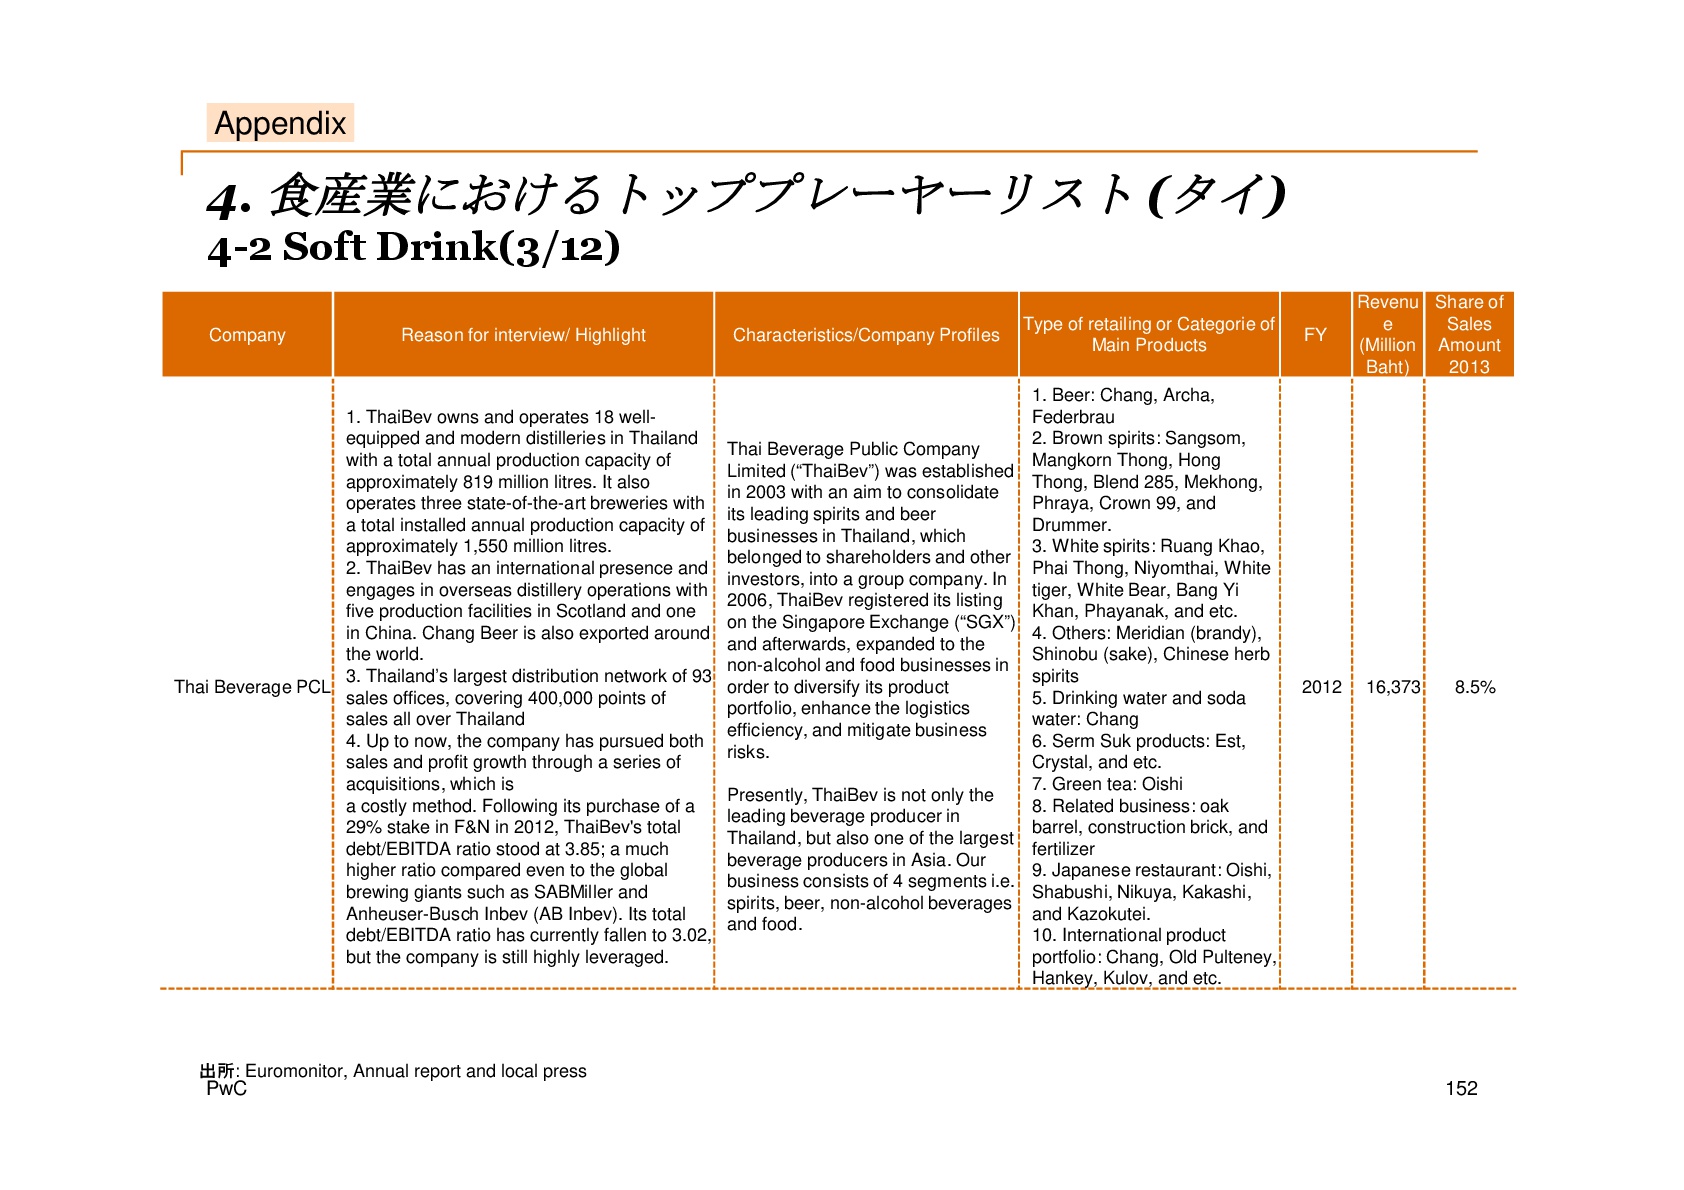 Appendix
4. 食産業におけるトッププレーヤーリスト(タイ)
4-2 Soft Drink(3/12)
Company
Reason for interview/ Highlight
Characteristics/Company Profiles
Type of retailing or Categorie of
Main Products
FY
Revenu
e
(Million
Baht)
Share of
Sales
Amount
2013
Thai Beverage PCL
1. ThaiBev owns and operates 18 well-
equipped and modern distilleries in Thailand
with a total annual production capacity of
approximately 819 million litres. It also
operates three state-of-the-art breweries with
a total installed annual production capacity of
approximately 1,550 million litres.
2. ThaiBev has an international presence and
engages in overseas distillery operations with
five production facilities in Scotland and one
in China. Chang Beer is also exported around
the world.
3. Thailand’s largest distribution network of 93
sales offices, covering 400,000 points of
sales all over Thailand
4. Up to now, the company has pursued both
sales and profit growth through a series of
acquisitions, which is
a costly method. Following its purchase of a
29% stake in F&N in 2012, ThaiBev's total
debt/EBITDA ratio stood at 3.85; a much
higher ratio compared even to the global
brewing giants such as SABMiller and
Anheuser-Busch Inbev (AB Inbev). Its total
debt/EBITDA ratio has currently fallen to 3.02,
but the company is still highly leveraged.
Thai Beverage Public Company
Limited (“ThaiBev”) was established
in 2003 with an aim to consolidate
its leading spirits and beer
businesses in Thailand, which
belonged to shareholders and other
investors, into a group company. In
2006, ThaiBev registered its listing
on the Singapore Exchange (“SGX”)
and afterwards, expanded to the
non-alcohol and food businesses in
order to diversify its product
portfolio, enhance the logistics
efficiency, and mitigate business
risks.
Presently, ThaiBev is not only the
leading beverage producer in
Thailand, but also one of the largest
beverage producers in Asia. Our
business consists of 4 segments i.e.
spirits, beer, non-alcohol beverages
and food.
1. Beer: Chang, Archa,
Federbrau
2. Brown spirits: Sangsom,
Mangkorn Thong, Hong
Thong, Blend 285, Mekhong,
Phraya, Crown 99, and
Drummer.
3. White spirits: Ruang Khao,
Phai Thong, Niyomthai, White
tiger, White Bear, Bang Yi
Khan, Phayanak, and etc.
4. Others: Meridian (brandy),
Shinobu (sake), Chinese herb
spirits
5. Drinking water and soda
water: Chang
6. Serm Suk products: Est,
Crystal, and etc.
7. Green tea: Oishi
8. Related business: oak
barrel, construction brick, and
fertilizer
9. Japanese restaurant: Oishi,
Shabushi, Nikuya, Kakashi,
and Kazokutei.
10. International product
portfolio: Chang, Old Pulteney,
Hankey, Kulov, and etc.
2012
16,373
8.5%
出所: Euromonitor, Annual report and local press
PwC
152